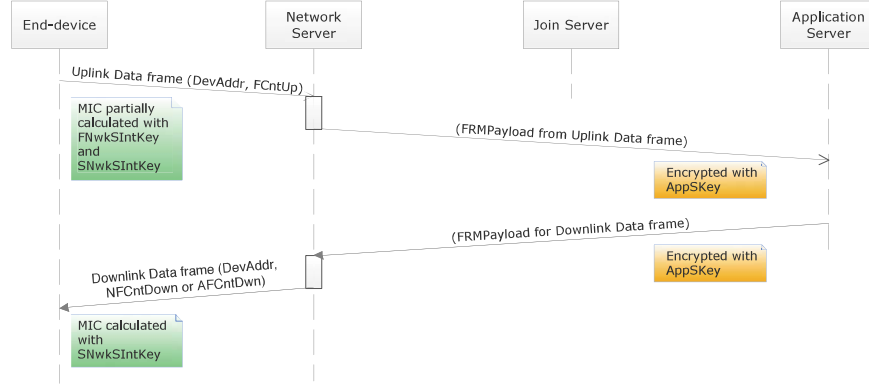 End-device
Network
Server
Join Server
Application
Server
Uplink Data frame (DevAddr, FCntUp)
MIC partially
calculated with
FNwkSIntKey
and
SNwkSIntKey
(FRMPayload from Uplink Data frame)
Encrypted with
AppSKey
(FRMPayload for Downlink Data frame)
Encrypted with
AppSKey
Downlink Data frame (DevAddr,
NFCntDown or AFCntDwn)
MIC calculated
with
SNwkSIntKey